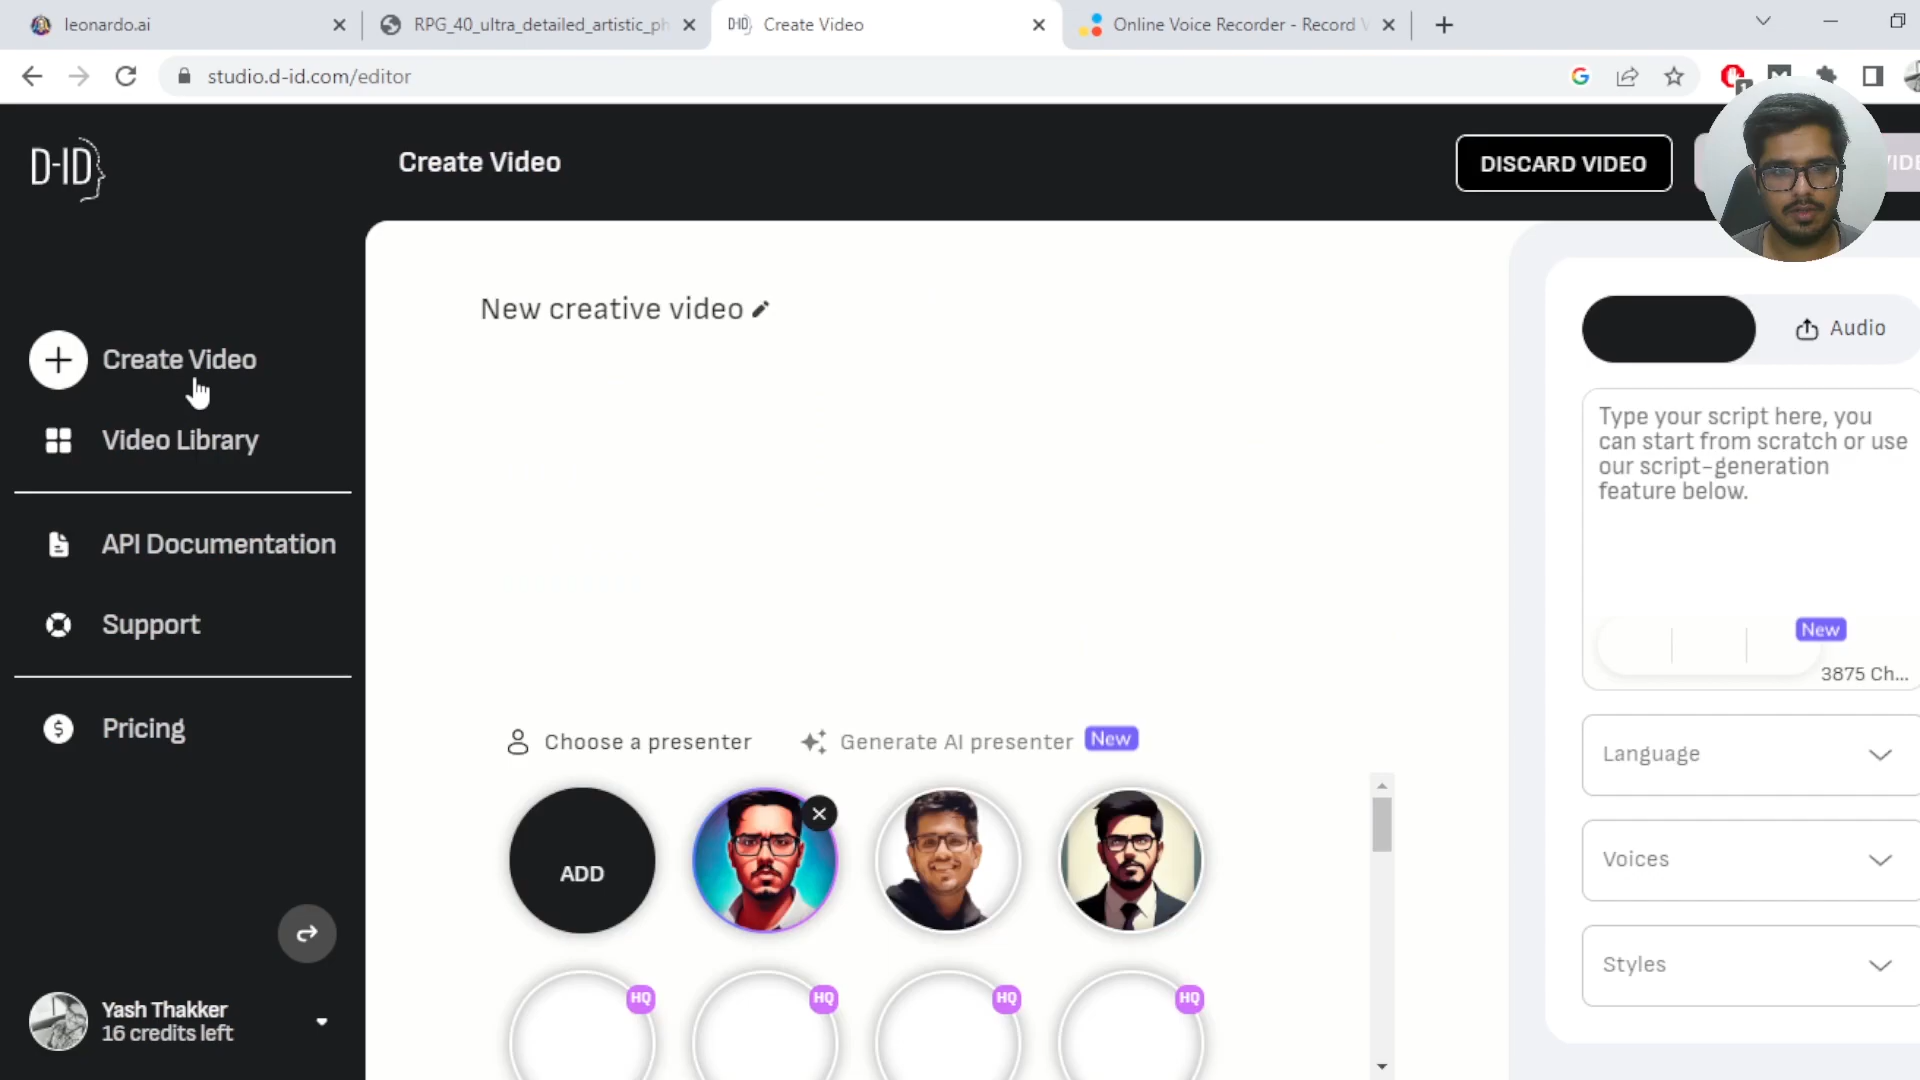 leonardo.ai
RPG_40_ultra_detailed_artistic_ph
D-ID
Create Video
Online Voice Recorder - Record V
studio.d-id.com/editor
1
D-ID
Create Video
DISCARD VIDEO
New creative video
Create Video
Video Library
API Documentation
Support
$
Pricing
Yash Thakker
16 credits left
Choose a presenter
Generate AI presenter
New
ADD
HQ
HQ
HQ
HQ
Audio
Type your script here, you
can start from scratch or use
our script-generation
feature below.
New
3875 Ch...
Language
Voices
Styles